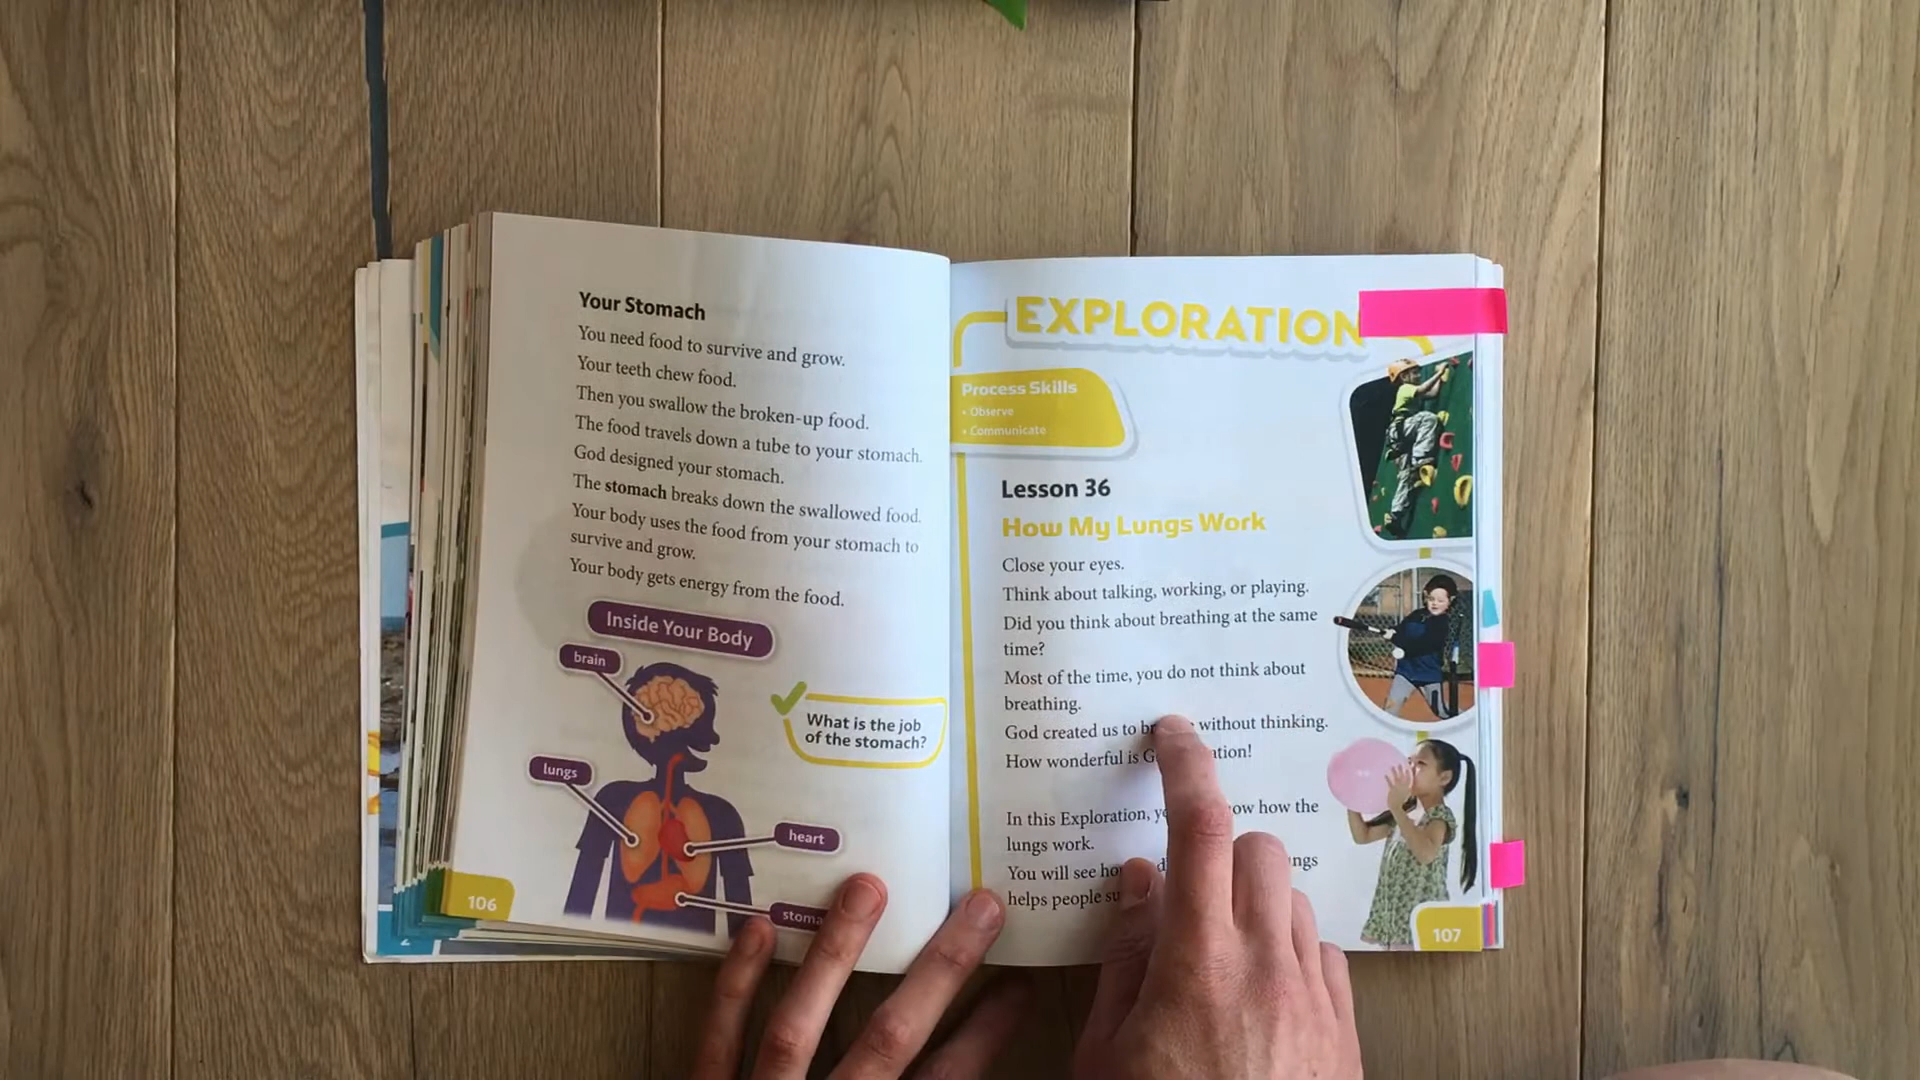 Your Stomach
You need food to survive and grow.
Your teeth chew food.
Then you swallow the broken-up food.
The food travels down a tube to your stomach.
God designed your stomach.
The stomach breaks down the swallowed food.
Your body uses the food from your stomach to
survive and grow.
Your body gets energy from the food.
Inside Your Body
brain
lungs
heart
What is the job
of the stomach?
106
EXPLORATION
Process Skills
• Observe
• Communicate
Lesson 36
How My Lungs Work
Close your eyes.
Think about talking, working, or playing.
Did you think about breathing at the same
time?
Most of the time, you do not think about
breathing.
God created us to without thinking.
How wonderful is
In this Exploration, how the
lungs work.
You will see
helps people
107